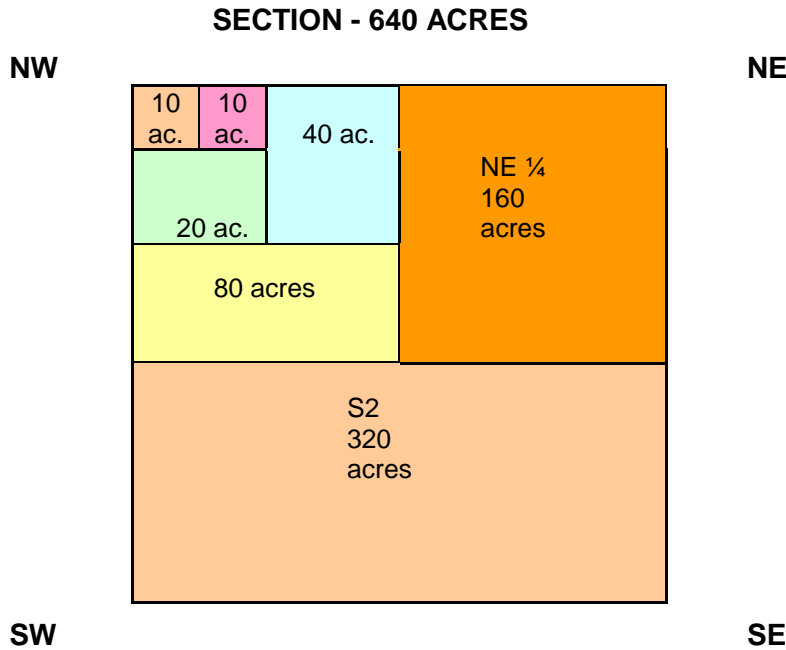 SECTION - 640 ACRES
NW
NE
10
ac.
10
ac.
40 ac.
NE ¼
160
acres
20 ac.
80 acres
S2
320
acres
SW
SE